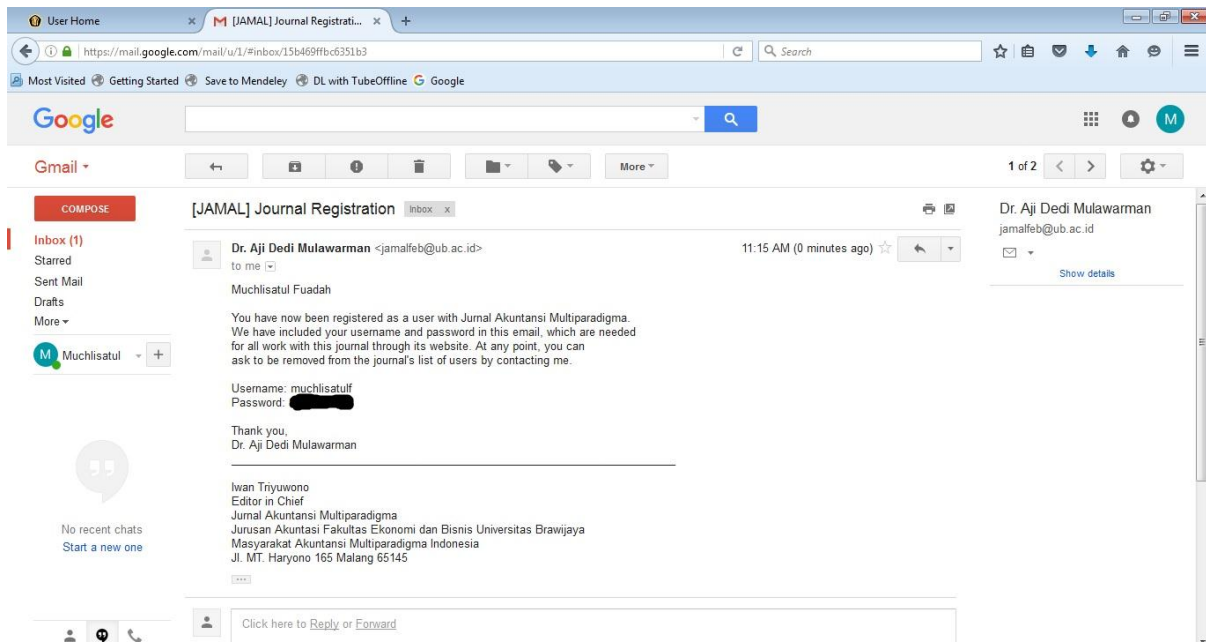 User Home
[JAMAL] Journal Registrati...
https://mail.google.com/mail/u/1/#inbox/15b469ffbc6351b3
Search
Most Visited Getting Started Save to Mendeley DL with TubeOffline Google
Google
M
Gmail
More
1 of 2
COMPOSE
Inbox (1)
Starred
Sent Mail
Drafts
More
M Muchlisatul
No recent chats
Start a new one
[JAMAL] Journal Registration Inbox x
Dr. Aji Dedi Mulawarman <jamalfeb@ub.ac.id>
11:15 AM (0 minutes ago)
to me
Muchlisatul Fuadah
You have now been registered as a user with Jurnal Akuntansi Multiparadigma.
We have included your username and password in this email, which are needed
for all work with this journal through its website. At any point, you can
ask to be removed from the journal's list of users by contacting me.
Username: muchlisatulf
Password:
Thank you,
Dr. Aji Dedi Mulawarman
Iwan Triyuwono
Editor in Chief
Jurnal Akuntansi Multiparadigma
Jurusan Akuntasi Fakultas Ekonomi dan Bisnis Universitas Brawijaya
Masyarakat Akuntansi Multiparadigma Indonesia
Jl. MT. Haryono 165 Malang 65145
Click here to Reply or Forward
Dr. Aji Dedi Mulawarman
jamalfeb@ub.ac.id
Show details